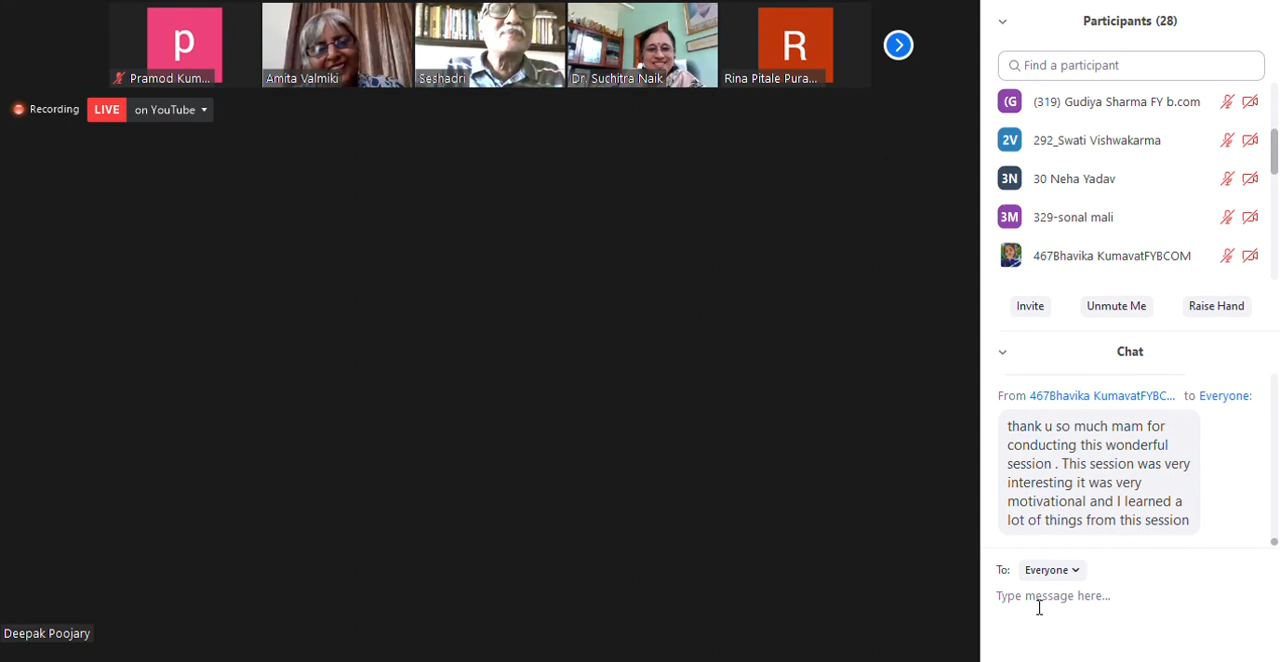 p
Pramod Kum...
Amita Valmiki
Seshadri
Dr. Suchitra Naik
R
Rina Pitale Pura...
Recording
LIVE
on YouTube
Deepak Poojary
Participants (28)
Find a participant
(G
(319) Gudiya Sharma FY b.com
2V
292_Swati Vishwakarma
3N
30 Neha Yadav
3M
329-sonal mali
467Bhavika KumavatFYBCOM
Invite
Unmute Me
Raise Hand
Chat
From 467Bhavika KumavatFYBC... to Everyone:
thank u so much mam for
conducting this wonderful
session . This session was very
interesting it was very
motivational and I learned a
lot of things from this session
To: Everyone
Type message here...